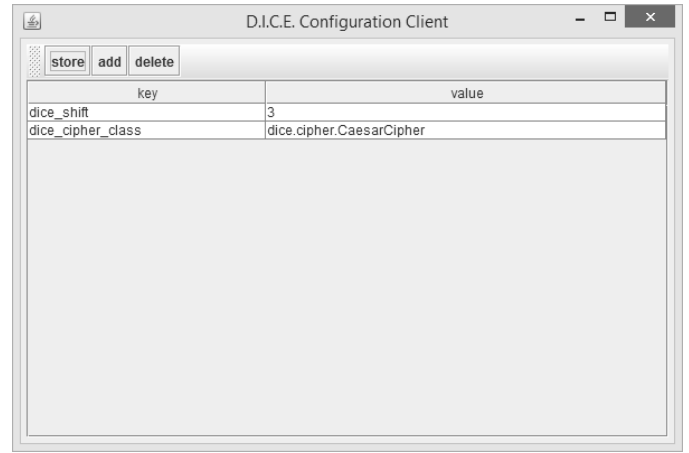 D.I.C.E. Configuration Client
store add delete
key value
dice_shift 3
dice_cipher_class dice.cipher.CaesarCipher